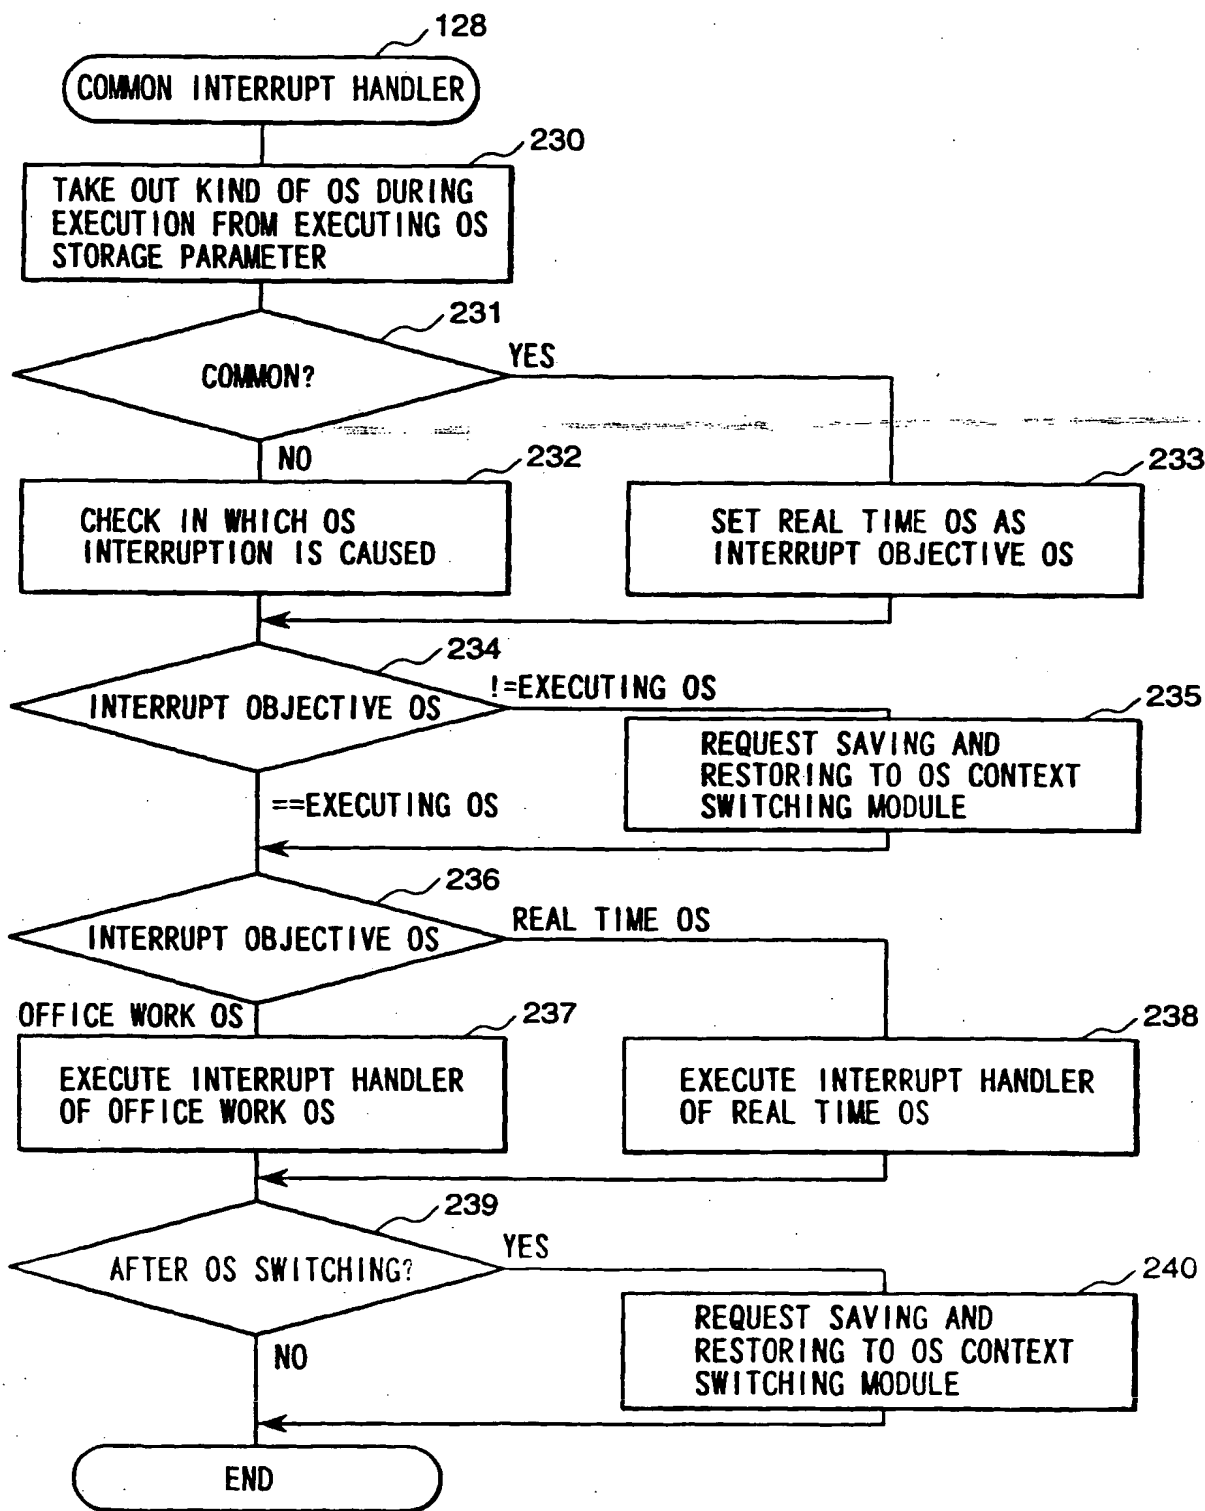 128
COMMON INTERRUPT HANDLER
230
TAKE OUT KIND OF OS DURING
EXECUTION FROM EXECUTING OS
STORAGE PARAMETER
231
COMMON?
YES
NO
232
CHECK IN WHICH OS
INTERRUPTION IS CAUSED
233
SET REAL TIME OS AS
INTERRUPT OBJECTIVE OS
234
INTERRUPT OBJECTIVE OS
!=EXECUTING OS
235
REQUEST SAVING AND
RESTORING TO OS CONTEXT
SWITCHING MODULE
==EXECUTING OS
236
INTERRUPT OBJECTIVE OS
REAL TIME OS
OFFICE WORK OS
237
EXECUTE INTERRUPT HANDLER
OF OFFICE WORK OS
238
EXECUTE INTERRUPT HANDLER
OF REAL TIME OS
239
AFTER OS SWITCHING?
YES
240
REQUEST SAVING AND
RESTORING TO OS CONTEXT
SWITCHING MODULE
NO
END